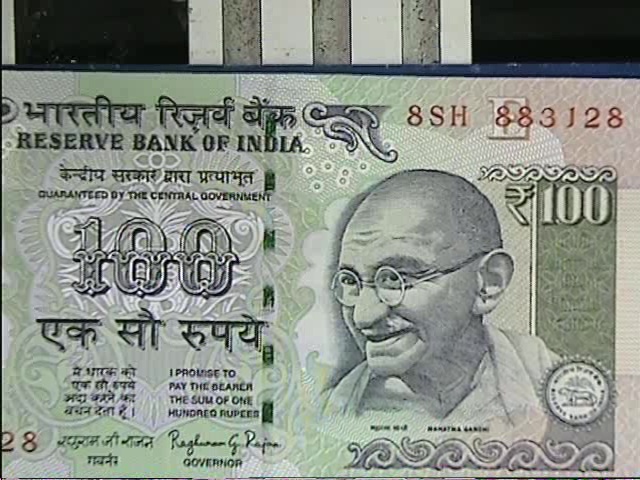 भारतीय रिज़र्व बैंक
RESERVE BANK OF INDIA
8SH 883128
केन्द्रीय सरकार द्वारा प्रत्याभूत
GUARANTEED BY THE CENTRAL GOVERNMENT
₹100
100
एक सौ रुपये
मैं धारक को
एक सौ रुपये
अदा करने का
वचन देता हूँ।
I PROMISE TO
PAY THE BEARER
THE SUM OF ONE
HUNDRED RUPEES
महात्मा गांधी MAHATMA GANDHI
28
रघुराम जी राजन
गवर्नर
Raghuram G. Rajan
GOVERNOR